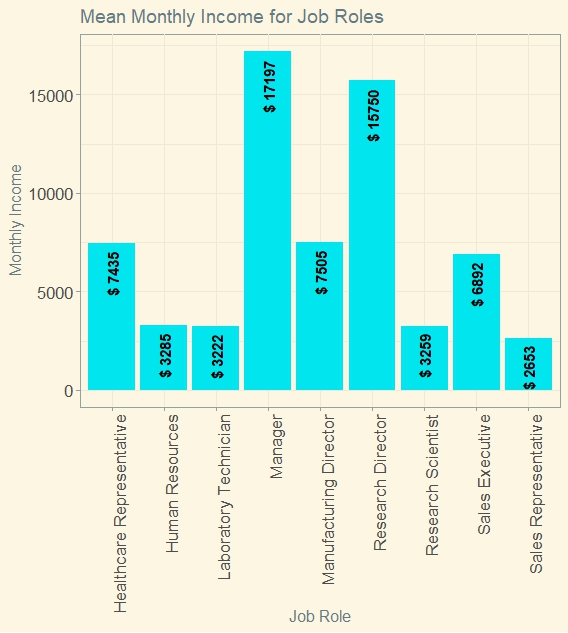 Mean Monthly Income for Job Roles
Monthly Income
15000
10000
5000
0
$ 7435
$ 3285
$ 3222
$ 17197
$ 7505
$ 15750
$ 3259
$ 6892
$ 2653
Healthcare Representative
Human Resources
Laboratory Technician
Manager
Manufacturing Director
Research Director
Research Scientist
Sales Executive
Sales Representative
Job Role